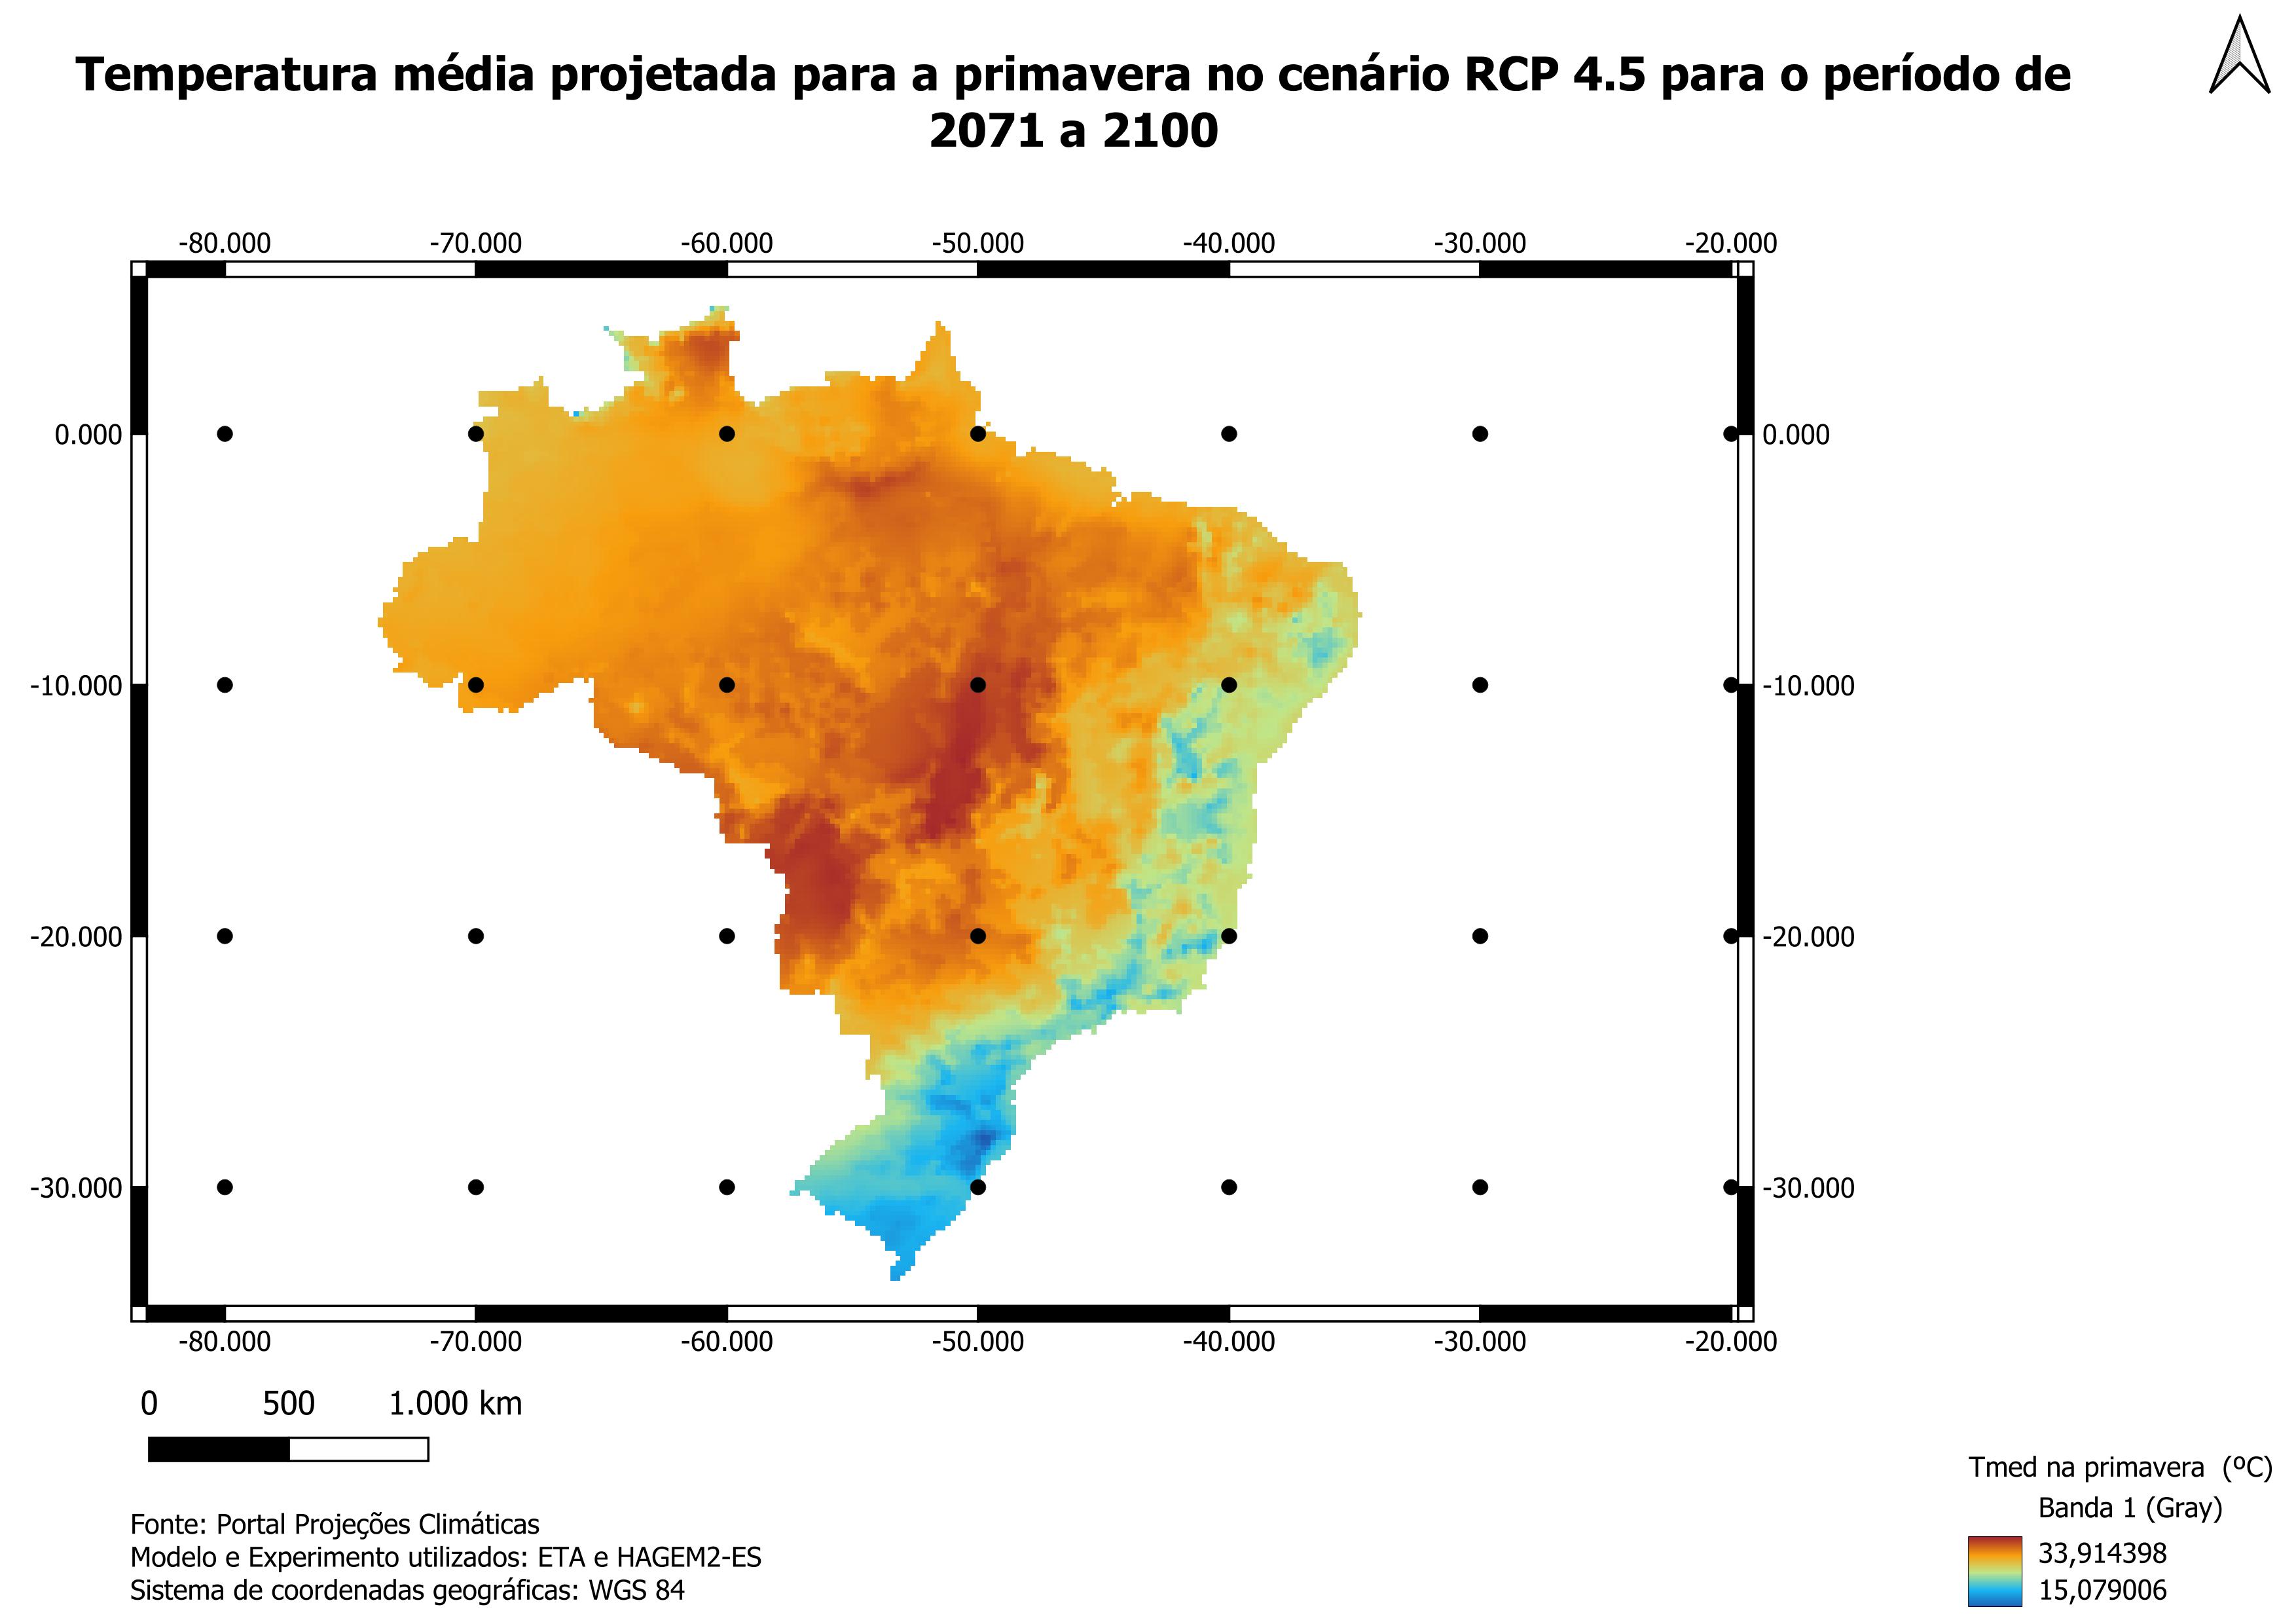 Temperatura média projetada para a primavera no cenário RCP 4.5 para o período de
2071 a 2100
-80.000 -70.000 -60.000 -50.000 -40.000 -30.000 -20.000
0.000 0.000
-10.000 -10.000
-20.000 -20.000
-30.000 -30.000
-80.000 -70.000 -60.000 -50.000 -40.000 -30.000 -20.000
0 500 1.000 km
Fonte: Portal Projeções Climáticas
Modelo e Experimento utilizados: ETA e HAGEM2-ES
Sistema de coordenadas geográficas: WGS 84
Tmed na primavera (ºC)
Banda 1 (Gray)
33,914398
15,079006